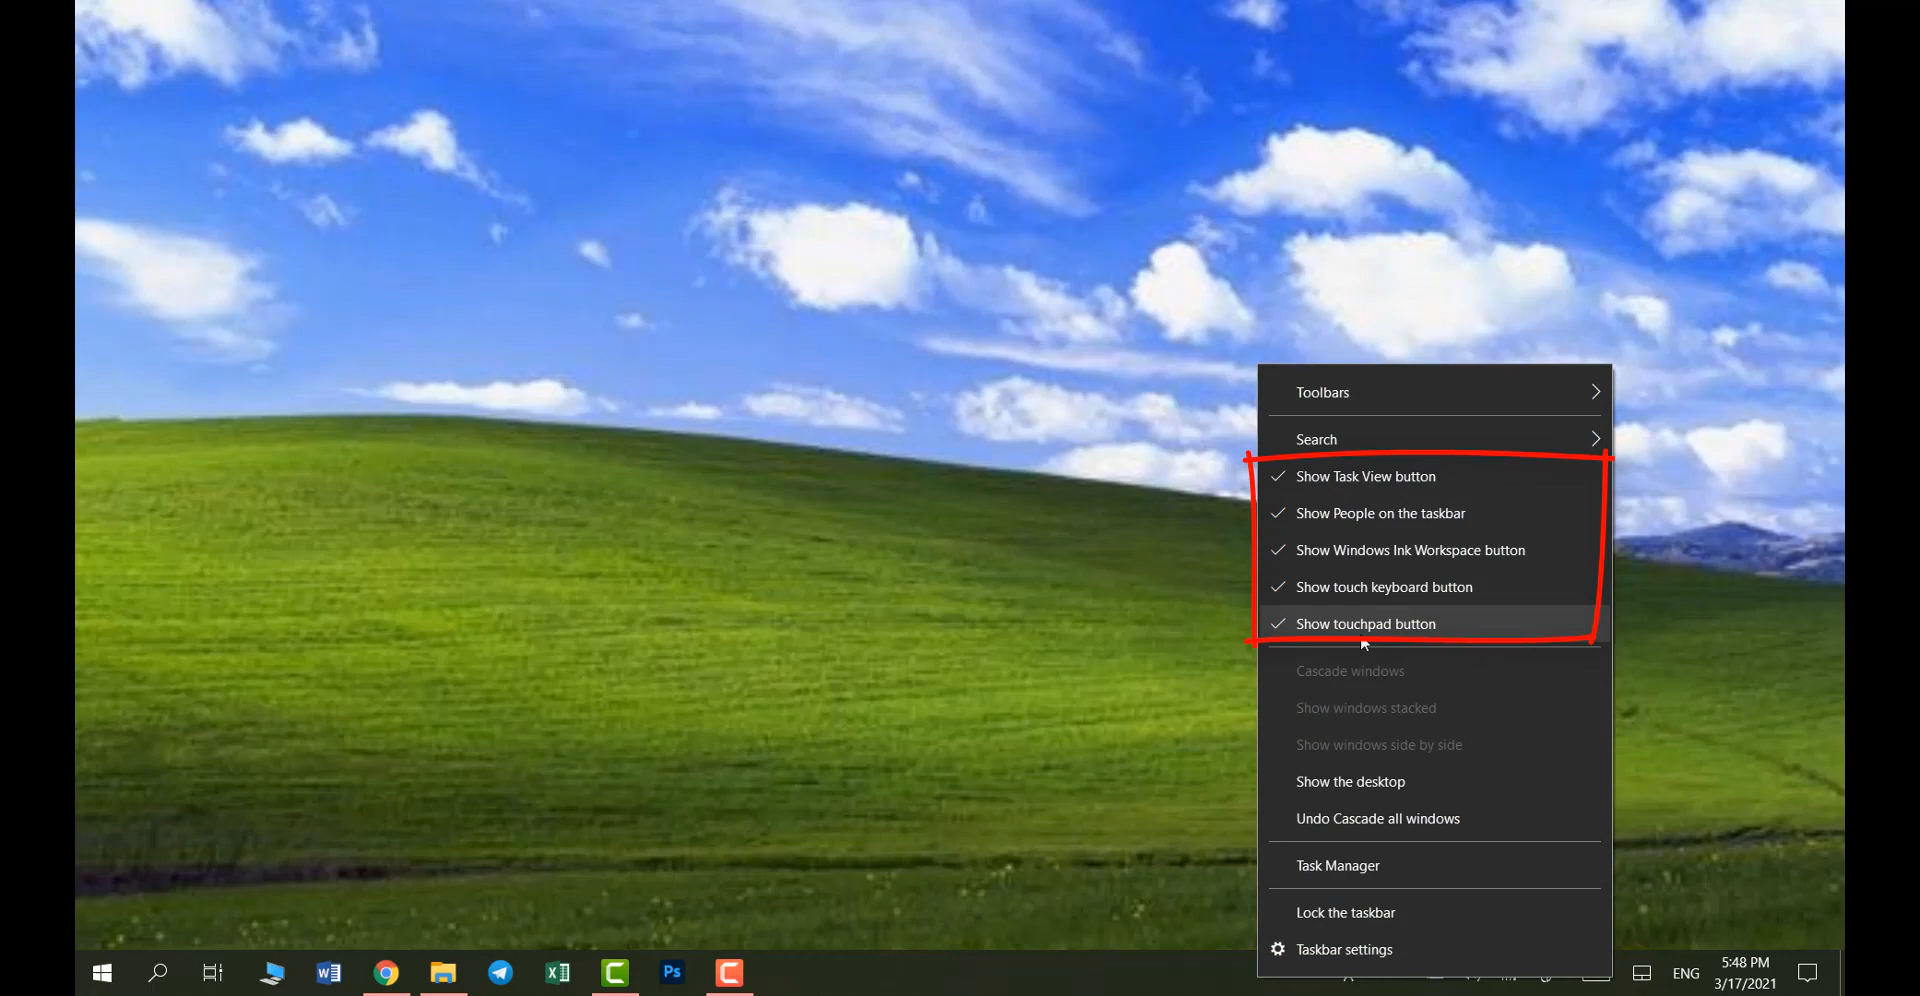 Toolbars
Search
Show Task View button
Show People on the taskbar
Show Windows Ink Workspace button
Show touch keyboard button
Show touchpad button
Cascade windows
Show windows stacked
Show windows side by side
Show the desktop
Undo Cascade all windows
Task Manager
Lock the taskbar
Taskbar settings
Ps
ENG
5:48 PM
3/17/2021